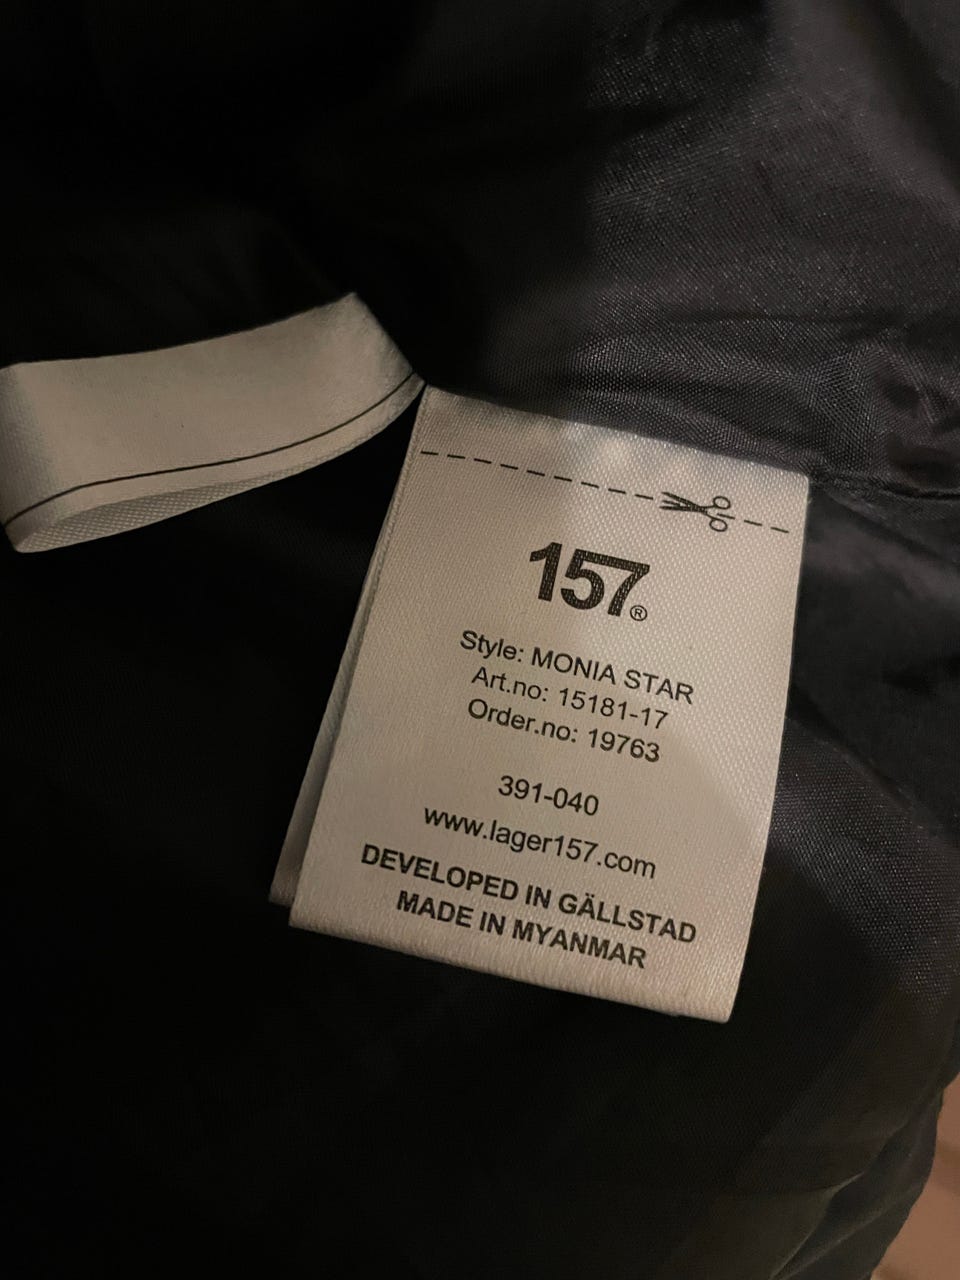 157®
Style: MONIA STAR
Art.no: 15181-17
Order.no: 19763
391-040
www.lager157.com
DEVELOPED IN GÄLLSTAD
MADE IN MYANMAR